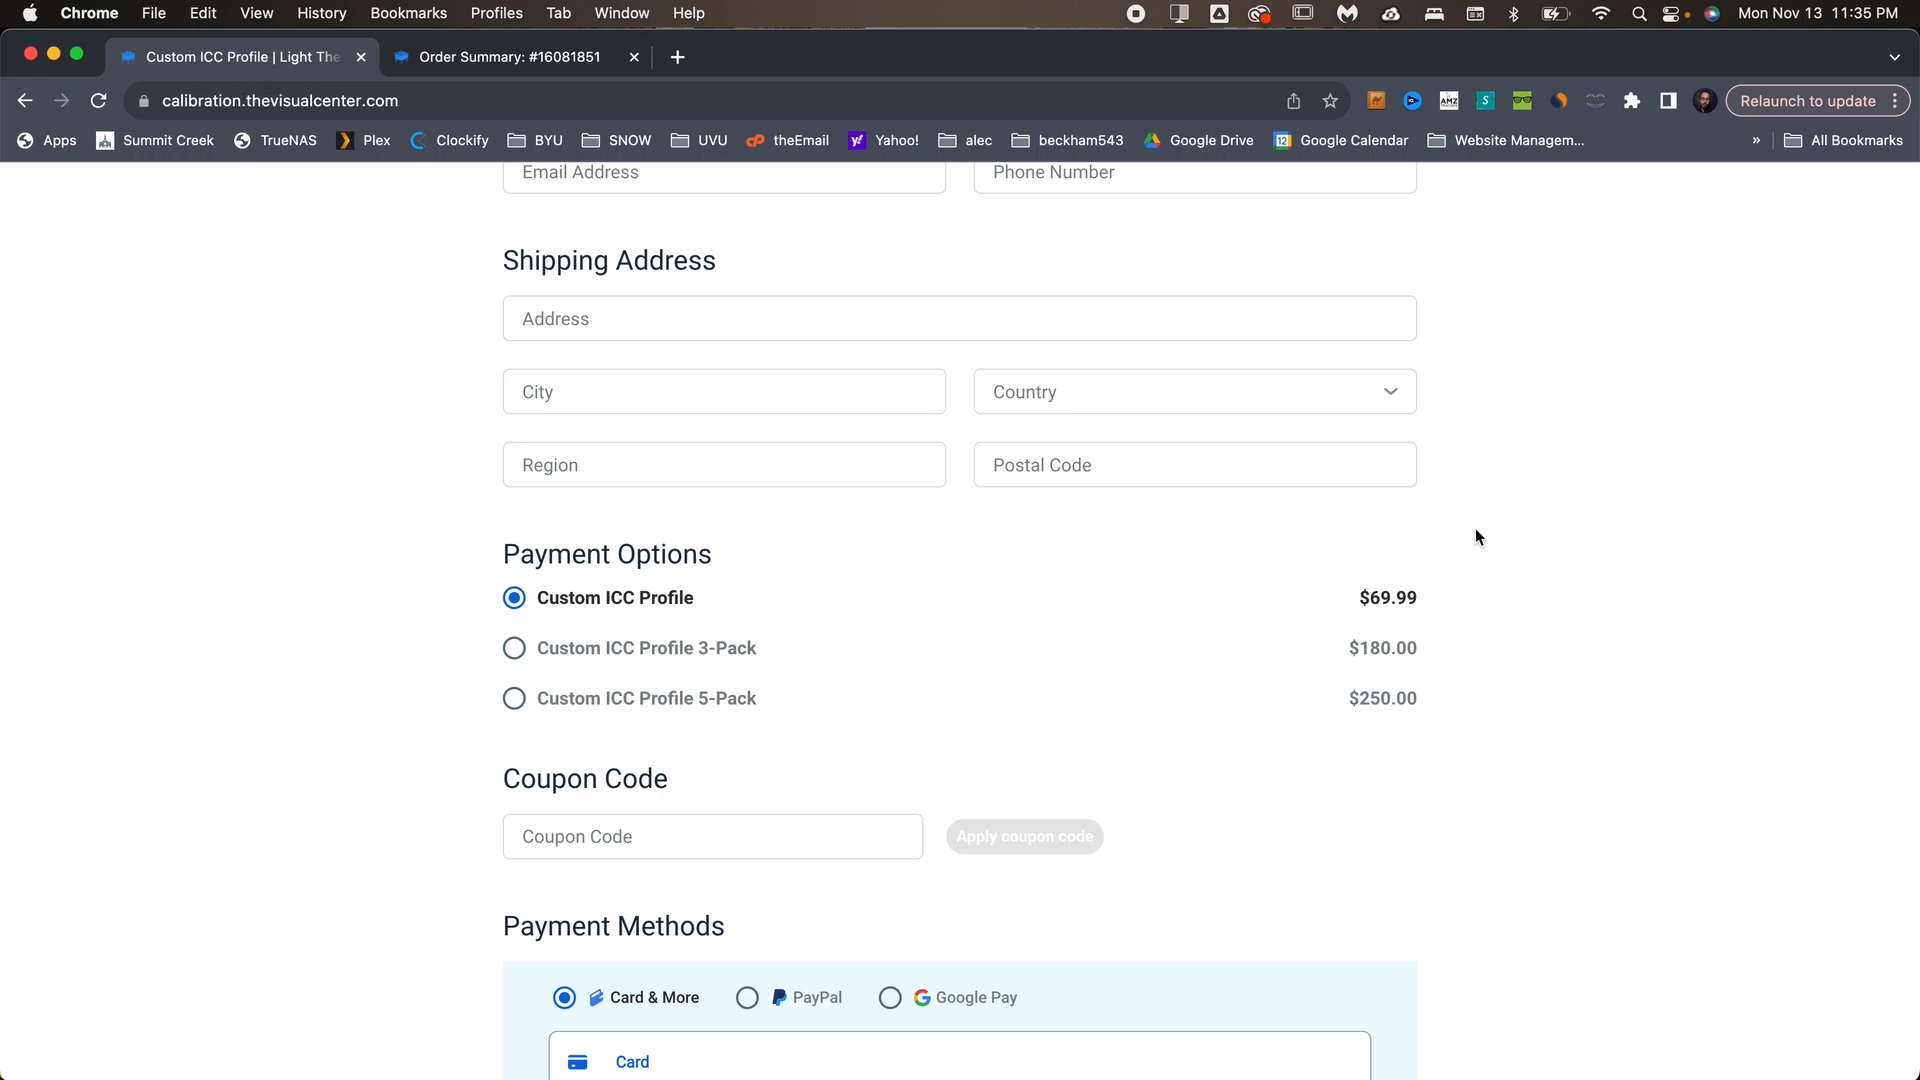 Chrome File Edit View History Bookmarks Profiles Tab Window Help Mon Nov 13 11:35 PM
Custom ICC Profile | Light The Order Summary: #16081851
calibration.thevisualcenter.com Relaunch to update
Apps Summit Creek TrueNAS Plex Clockify BYU SNOW UVU theEmail Yahoo! alec beckham543 Google Drive Google Calendar Website Managem... » All Bookmarks
Email Address Phone Number
Shipping Address
Address
City Country
Region Postal Code
Payment Options
Custom ICC Profile $69.99
Custom ICC Profile 3-Pack $180.00
Custom ICC Profile 5-Pack $250.00
Coupon Code
Coupon Code Apply coupon code
Payment Methods
Card & More PayPal Google Pay
Card